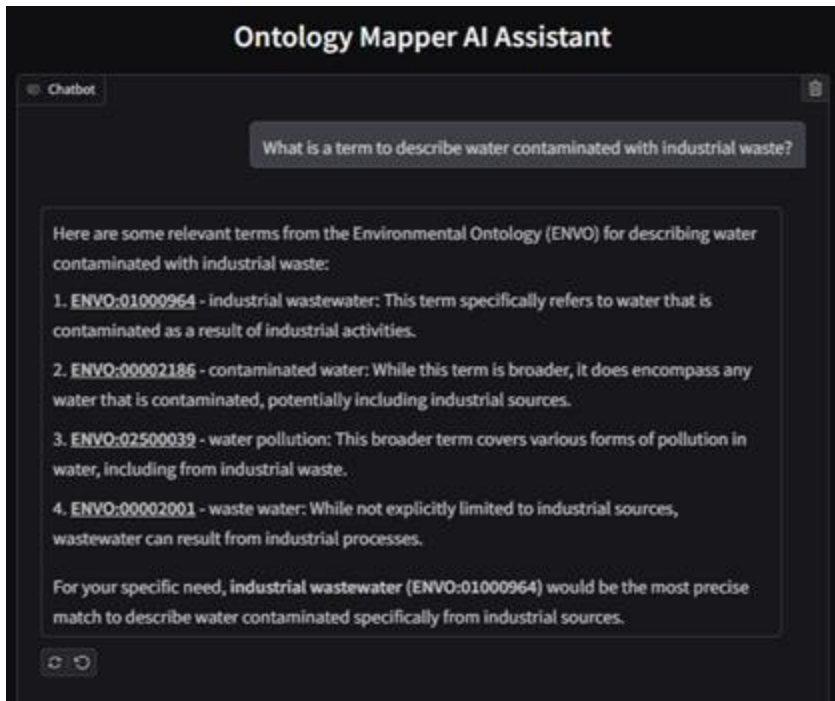 Ontology Mapper AI Assistant
Chatbot
What is a term to describe water contaminated with industrial waste?
Here are some relevant terms from the Environmental Ontology (ENVO) for describing water
contaminated with industrial waste:
1. ENVO:01000964 - industrial wastewater: This term specifically refers to water that is
contaminated as a result of industrial activities.
2. ENVO:00002186 - contaminated water: While this term is broader, it does encompass any
water that is contaminated, potentially including industrial sources.
3. ENVO:02500039 - water pollution: This broader term covers various forms of pollution in
water, including from industrial waste.
4. ENVO:00002001 - waste water: While not explicitly limited to industrial sources,
wastewater can result from industrial processes.
For your specific need, industrial wastewater (ENVO:01000964) would be the most precise
match to describe water contaminated specifically from industrial sources.